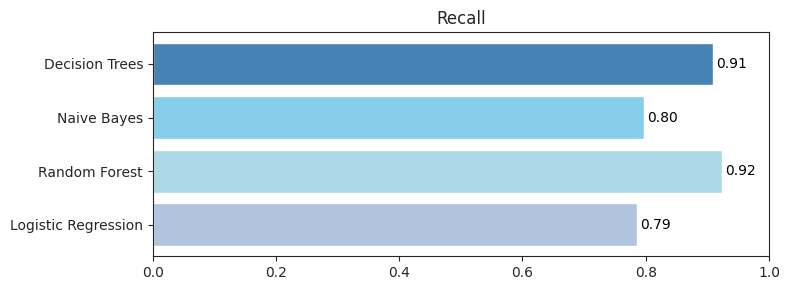 Recall
Decision Trees 0.91
Naive Bayes 0.80
Random Forest 0.92
Logistic Regression 0.79
0.0 0.2 0.4 0.6 0.8 1.0